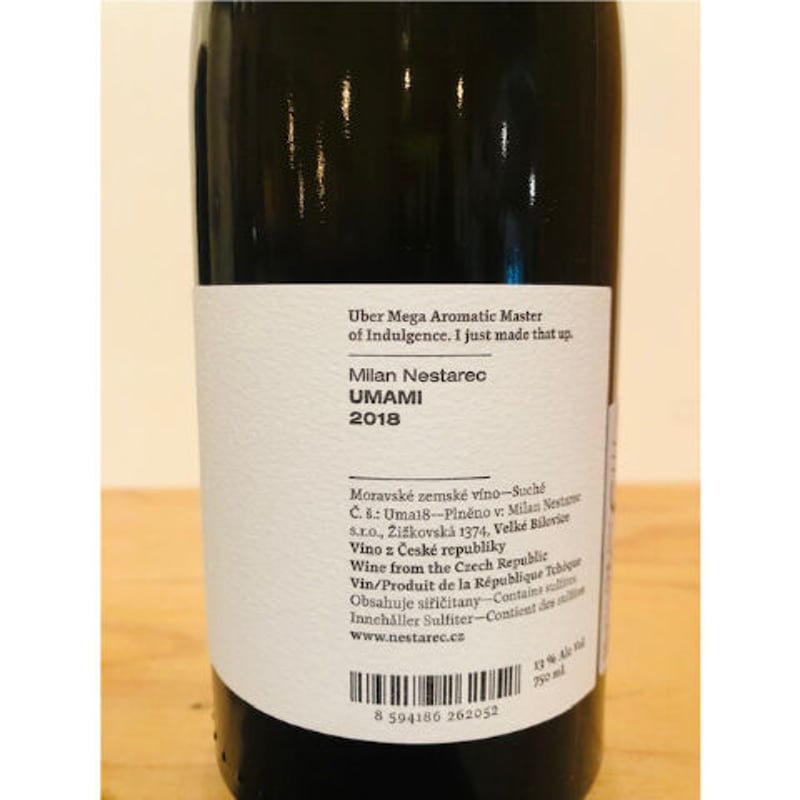 Uber Mega Aromatic Master
of Indulgence. I just made that up.
Milan Nestarec
UMAMI
2018
Moravské zemské víno—Suché
Č. š.: Uma18—Plněno v: Milan Nestarec
s.r.o., Žižkovská 1374, Velké Bílovice
Víno z České republiky
Wine from the Czech Republic
Vin/Produit de la République Tchèque
Obsahuje siřičitany—Contains sulfites
Innehåller Sulfiter—Contient des sulfites
www.nestarec.cz
13 % Alc Vol
750 ml
8 594186 262052